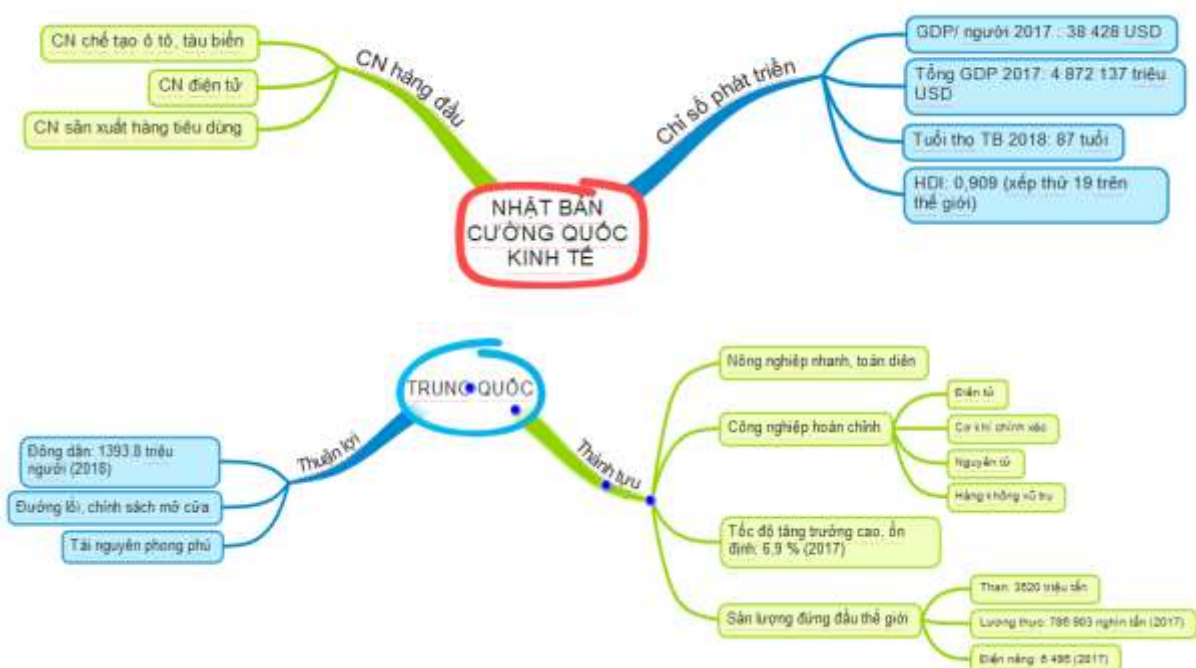 CN chế tạo ô tô, tàu biển
CN điện tử
CN sản xuất hàng tiêu dùng
CN hàng đầu
NHẬT BẢN
CƯỜNG QUỐC
KINH TẾ
Chỉ số phát triển
GDP/ người 2017 : 38 428 USD
Tổng GDP 2017: 4 872 137 triệu
USD
Tuổi thọ TB 2018: 87 tuổi
HDI: 0,909 (xếp thứ 19 trên
thế giới)
TRUNG QUỐC
Thuận lợi
Đông dân: 1393.8 triệu
người (2018)
Đường lối, chính sách mở cửa
Tài nguyên phong phú
Thành tựu
Nông nghiệp nhanh, toàn diện
Công nghiệp hoàn chỉnh
Điện tử
Cơ khí chính xác
Nguyên tử
Hàng không vũ trụ
Tốc độ tăng trưởng cao, ổn
định: 6,9 % (2017)
Sản lượng đứng đầu thế giới
Than: 3520 triệu tấn
Lương thực: nghìn tấn (2017)
Điện năng: 6 495 (2017)